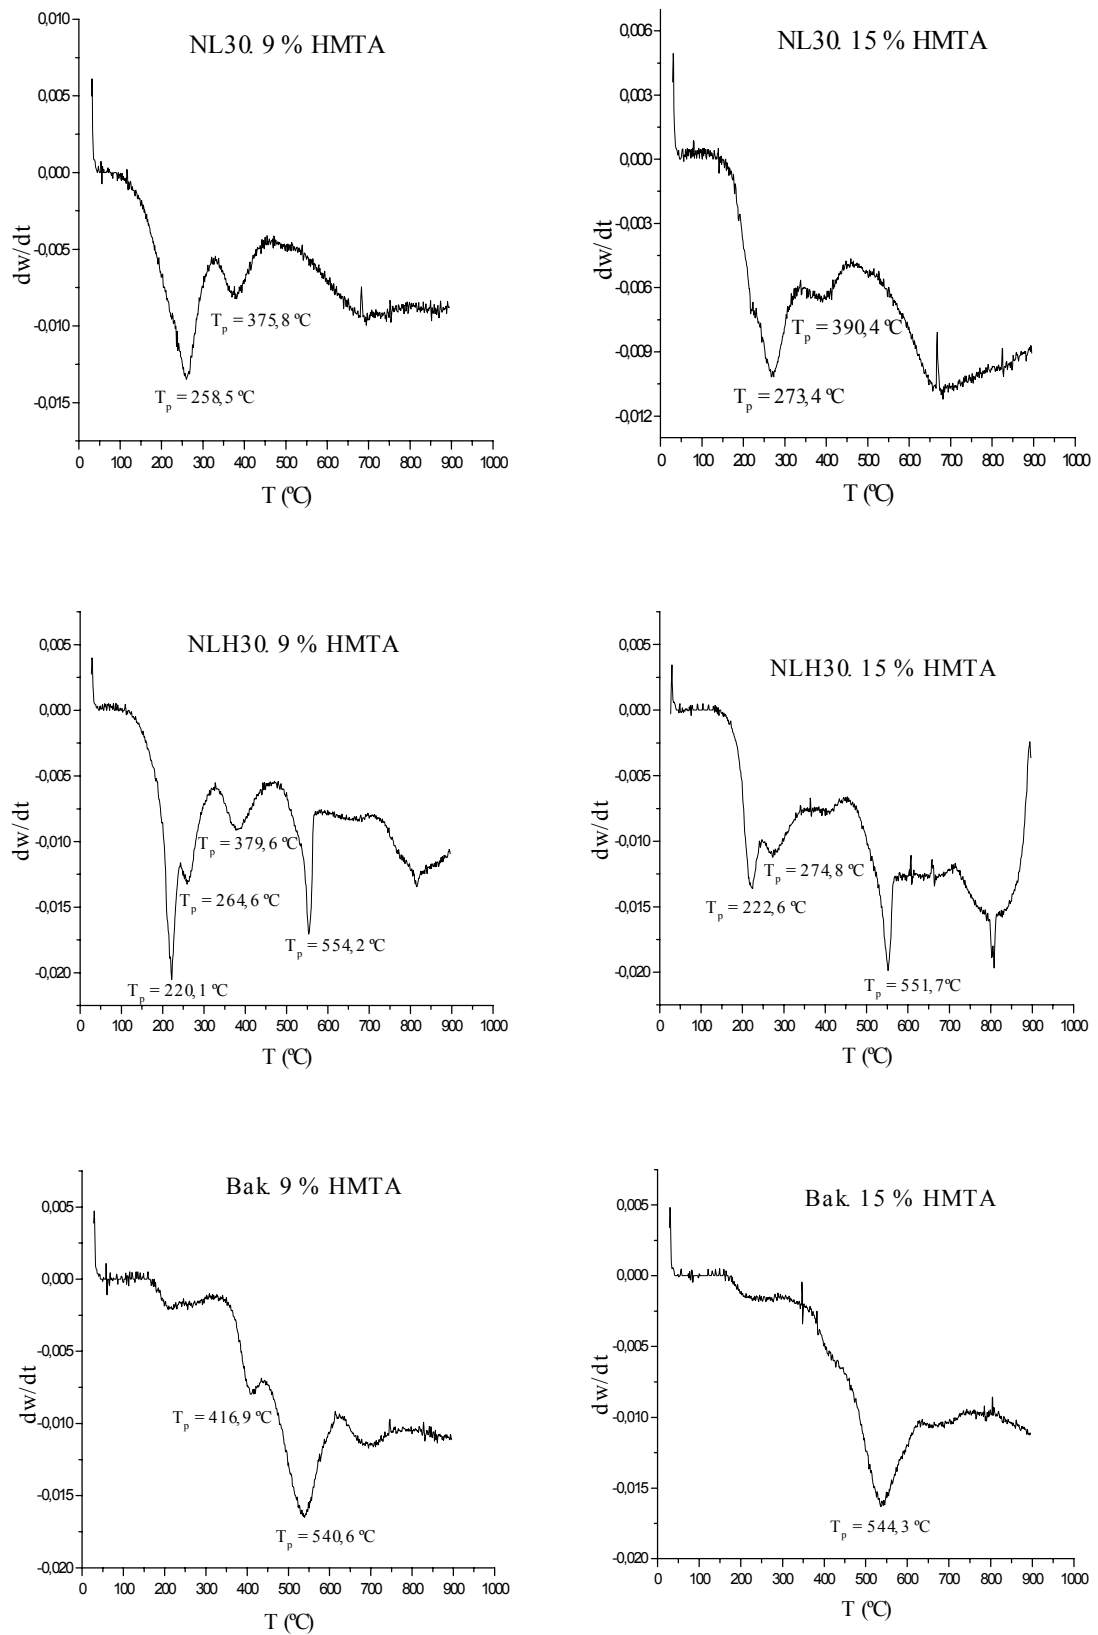 NL30. 9 % HMTA
0,010
0,005
0,000
-0,005
-0,010
-0,015
dw/dt
T_p = 375,8 ºC
T_p = 258,5 ºC
0 100 200 300 400 500 600 700 800 900 1000
T (ºC)
NL30. 15 % HMTA
0,006
0,003
0,000
-0,003
-0,006
-0,009
-0,012
dw/dt
T_p = 390,4 ºC
T_p = 273,4 ºC
0 100 200 300 400 500 600 700 800 900 1000
T (ºC)
NLH30. 9 % HMTA
0,005
0,000
-0,005
-0,010
-0,015
-0,020
dw/dt
T_p = 379,6 ºC
T_p = 264,6 ºC
T_p = 554,2 ºC
T_p = 220,1 ºC
0 100 200 300 400 500 600 700 800 900 1000
T (ºC)
NLH30. 15 % HMTA
0,005
0,000
-0,005
-0,010
-0,015
-0,020
dw/dt
T_p = 274,8 ºC
T_p = 222,6 ºC
T_p = 551,7ºC
0 100 200 300 400 500 600 700 800 900 1000
T (ºC)
Bak. 9 % HMTA
0,005
0,000
-0,005
-0,010
-0,015
-0,020
dw/dt
T_p = 416,9 ºC
T_p = 540,6 ºC
0 100 200 300 400 500 600 700 800 900 1000
T (ºC)
Bak. 15 % HMTA
0,005
0,000
-0,005
-0,010
-0,015
-0,020
dw/dt
T_p = 544,3 ºC
0 100 200 300 400 500 600 700 800 900 1000
T (ºC)